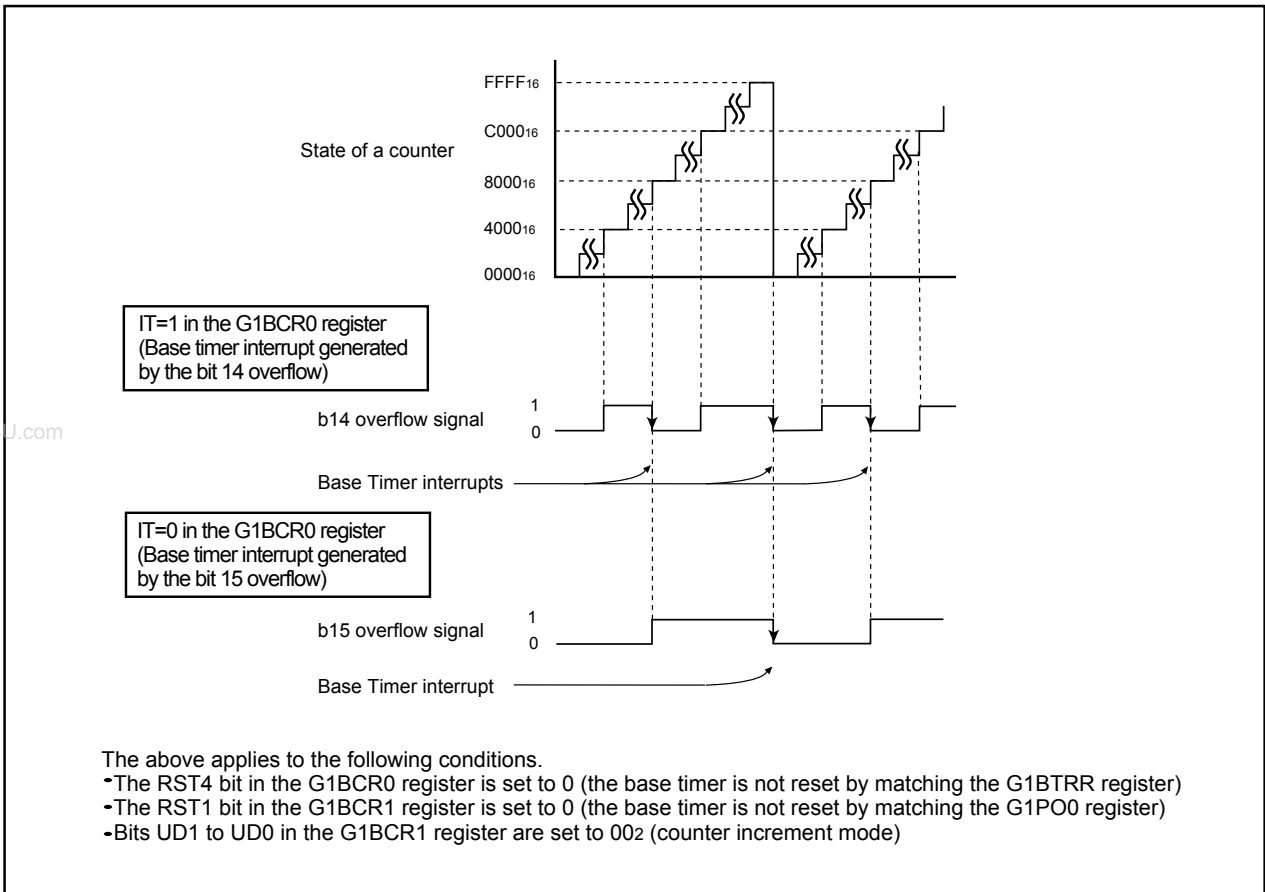 FFFF16
C00016
State of a counter
800016
400016
000016
IT=1 in the G1BCR0 register
(Base timer interrupt generated
by the bit 14 overflow)
b14 overflow signal
1
0
U.com
Base Timer interrupts
IT=0 in the G1BCR0 register
(Base timer interrupt generated
by the bit 15 overflow)
b15 overflow signal
1
0
Base Timer interrupt
The above applies to the following conditions.
-The RST4 bit in the G1BCR0 register is set to 0 (the base timer is not reset by matching the G1BTRR register)
-The RST1 bit in the G1BCR1 register is set to 0 (the base timer is not reset by matching the G1PO0 register)
-Bits UD1 to UD0 in the G1BCR1 register are set to 002 (counter increment mode)